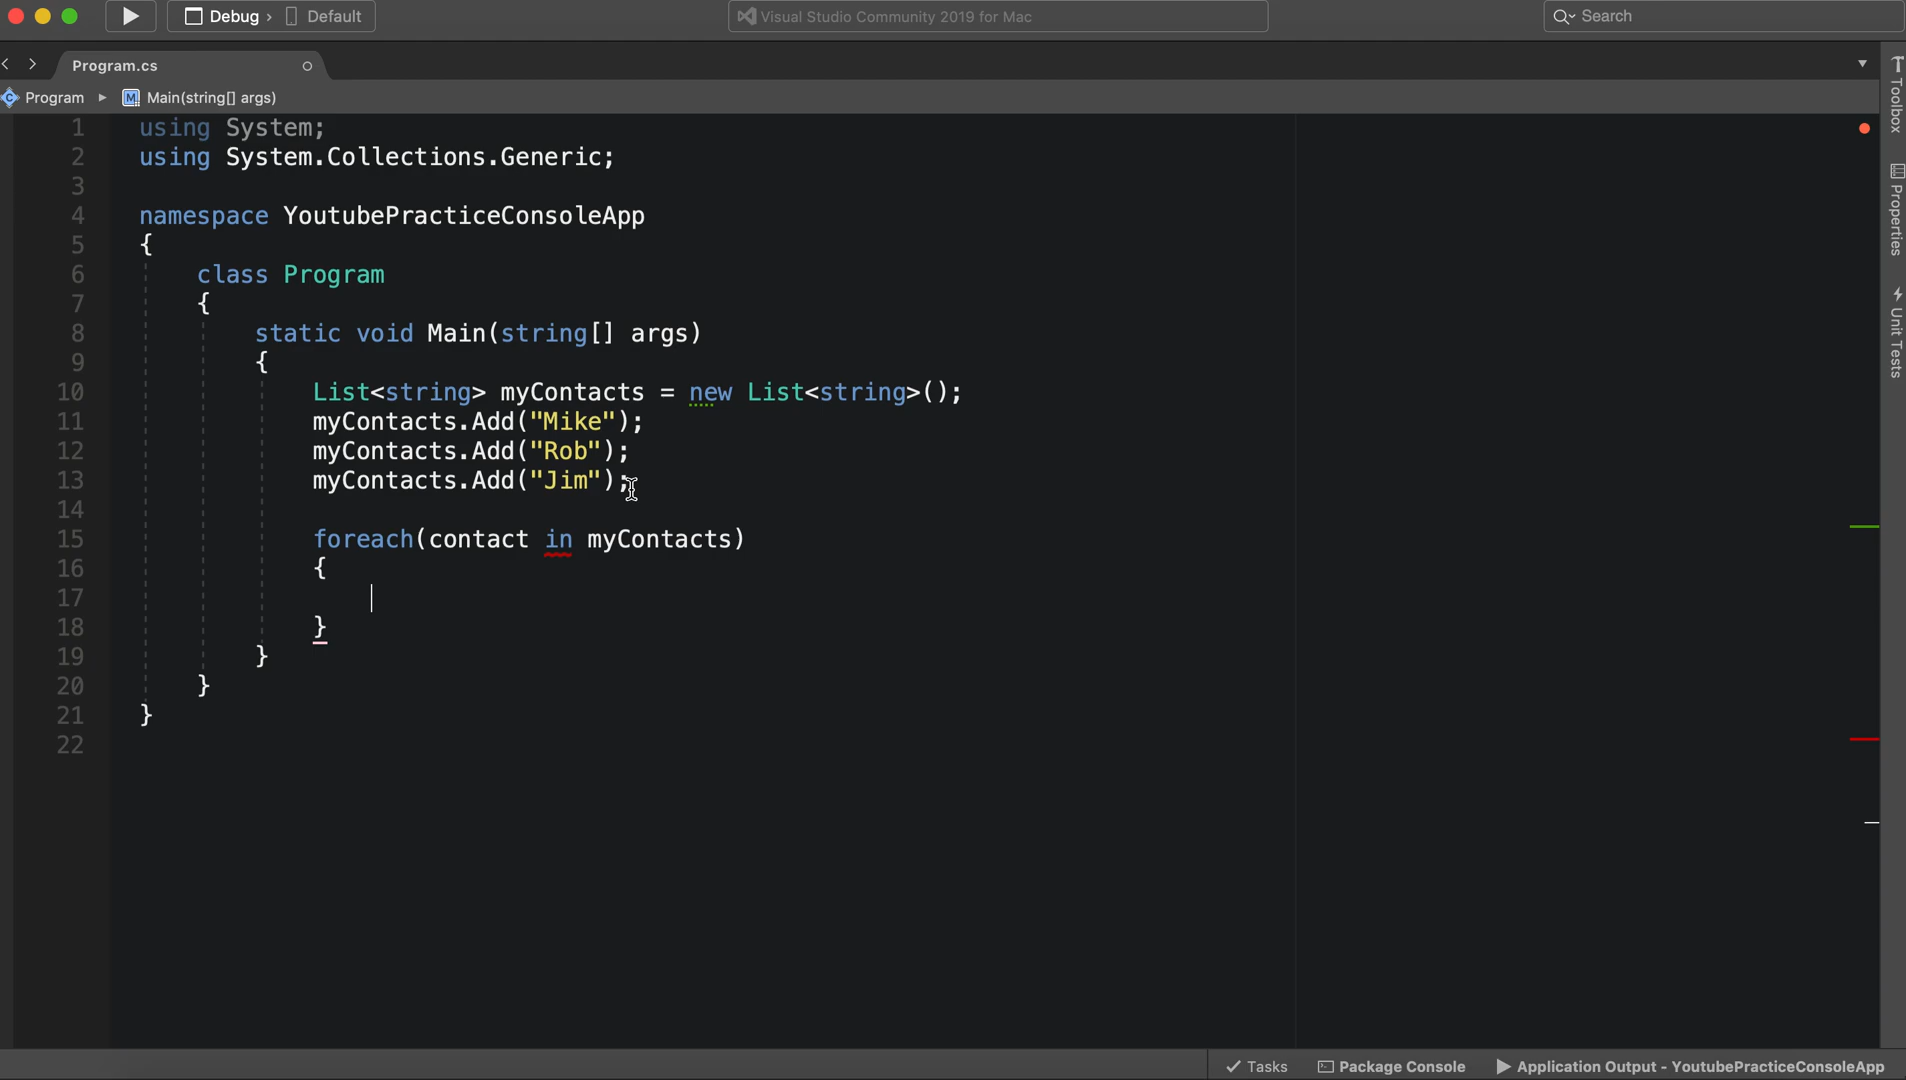 Debug › Default
Visual Studio Community 2019 for Mac
Search
Program.cs
Program ▸ M Main(string[] args)
1 using System;
2 using System.Collections.Generic;
3
4 namespace YoutubePracticeConsoleApp
5 {
6 class Program
7 {
8 static void Main(string[] args)
9 {
10 List<string> myContacts = new List<string>();
11 myContacts.Add("Mike");
12 myContacts.Add("Rob");
13 myContacts.Add("Jim");
14
15 foreach(contact in myContacts)
16 {
17
18 }
19 }
20 }
21 }
22
Toolbox
Properties
Unit Tests
Tasks
Package Console
Application Output - YoutubePracticeConsoleApp